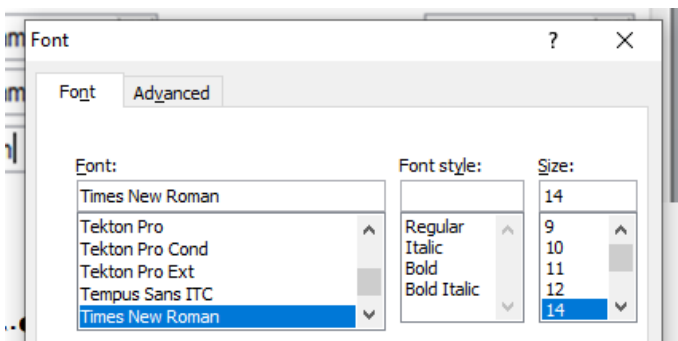 Font ? ×
Font Advanced
Font: Font style: Size:
Times New Roman 14
Tekton Pro Regular 9
Tekton Pro Cond Italic 10
Tekton Pro Ext Bold 11
Tempus Sans ITC Bold Italic 12
Times New Roman 14